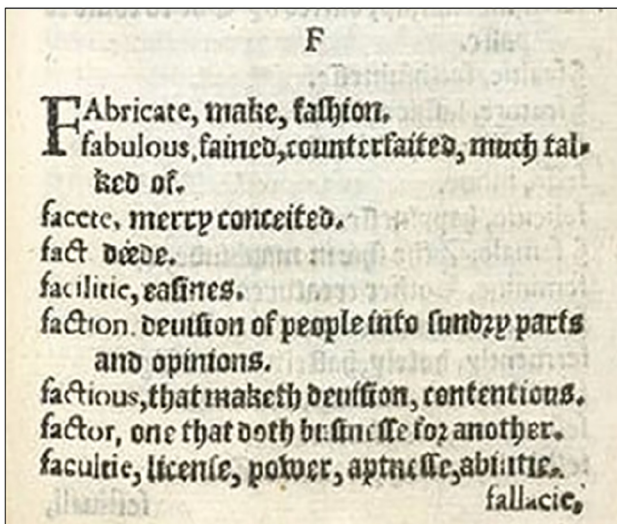 F
FAbricate, make, fashion.
fabulous, fained, counterfaited, much tal-
ked of.
facete, merry conceited.
fact déede.
facilitie, easines.
faction. deuision of people into sundry parts
and opinions.
factious, that maketh deuision, contentious.
factor, one that doth businesse for another.
facultie, license, power, aptnesse, abilitie.
fallacie,